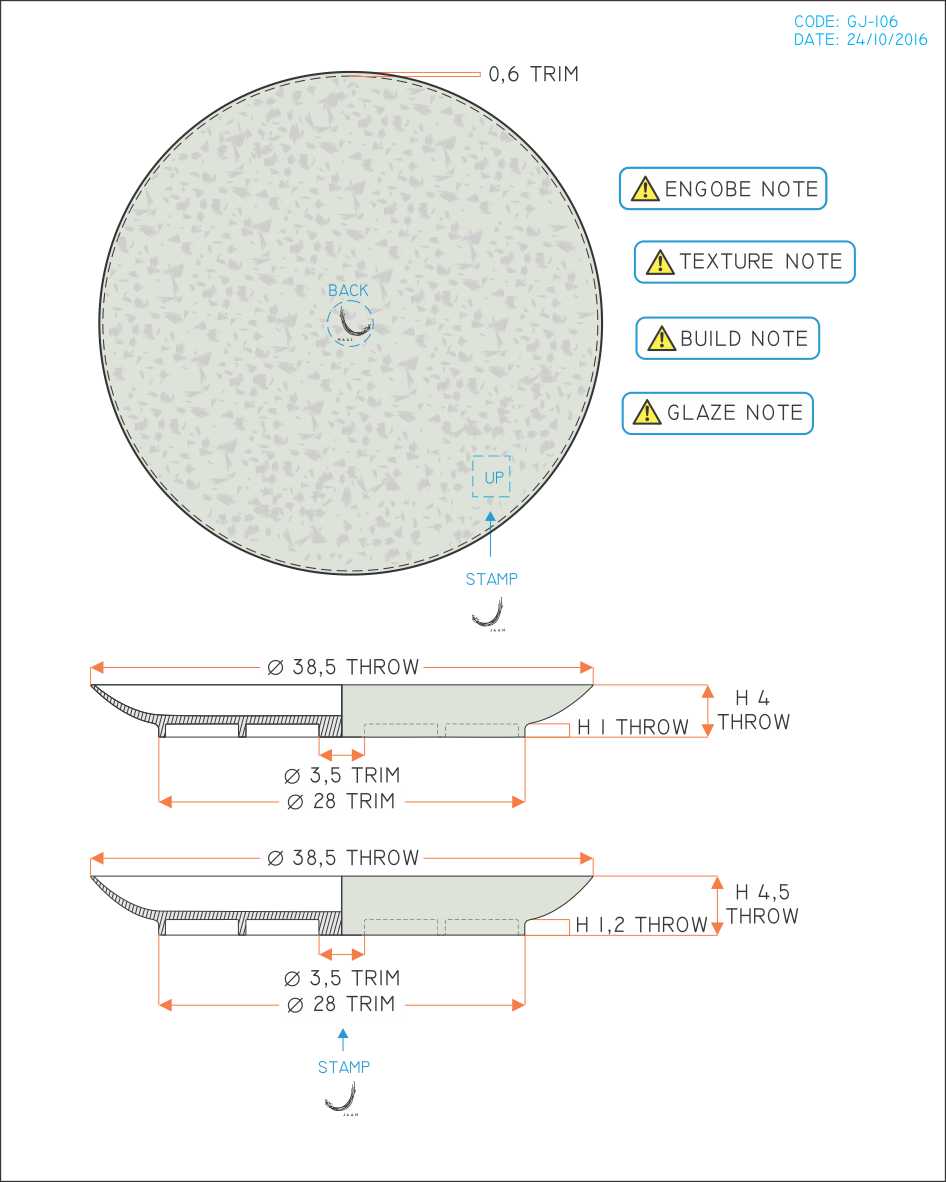 CODE: GJ-106
DATE: 24/10/2016
0,6 TRIM
ENGOBE NOTE
TEXTURE NOTE
BACK
BUILD NOTE
GLAZE NOTE
UP
STAMP
JAAM
Ø 38,5 THROW
H 4
THROW
H 1 THROW
Ø 3,5 TRIM
Ø 28 TRIM
Ø 38,5 THROW
H 4,5
THROW
H 1,2 THROW
Ø 3,5 TRIM
Ø 28 TRIM
STAMP
JAAM